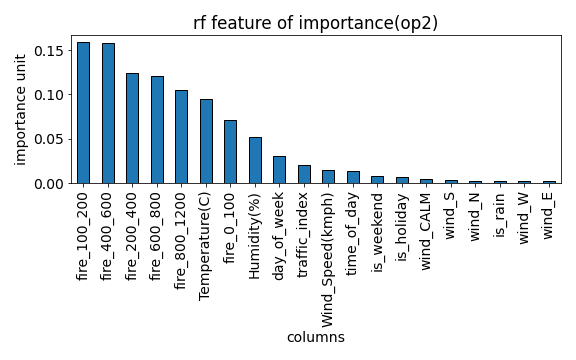 rf feature of importance(op2)
importance unit
0.15
0.10
0.05
0.00
fire_100_200
fire_400_600
fire_200_400
fire_600_800
fire_800_1200
Temperature(C)
fire_0_100
Humidity(%)
day_of_week
traffic_index
Wind_Speed(kmph)
time_of_day
is_weekend
is_holiday
wind_CALM
wind_S
wind_N
is_rain
wind_W
wind_E
columns